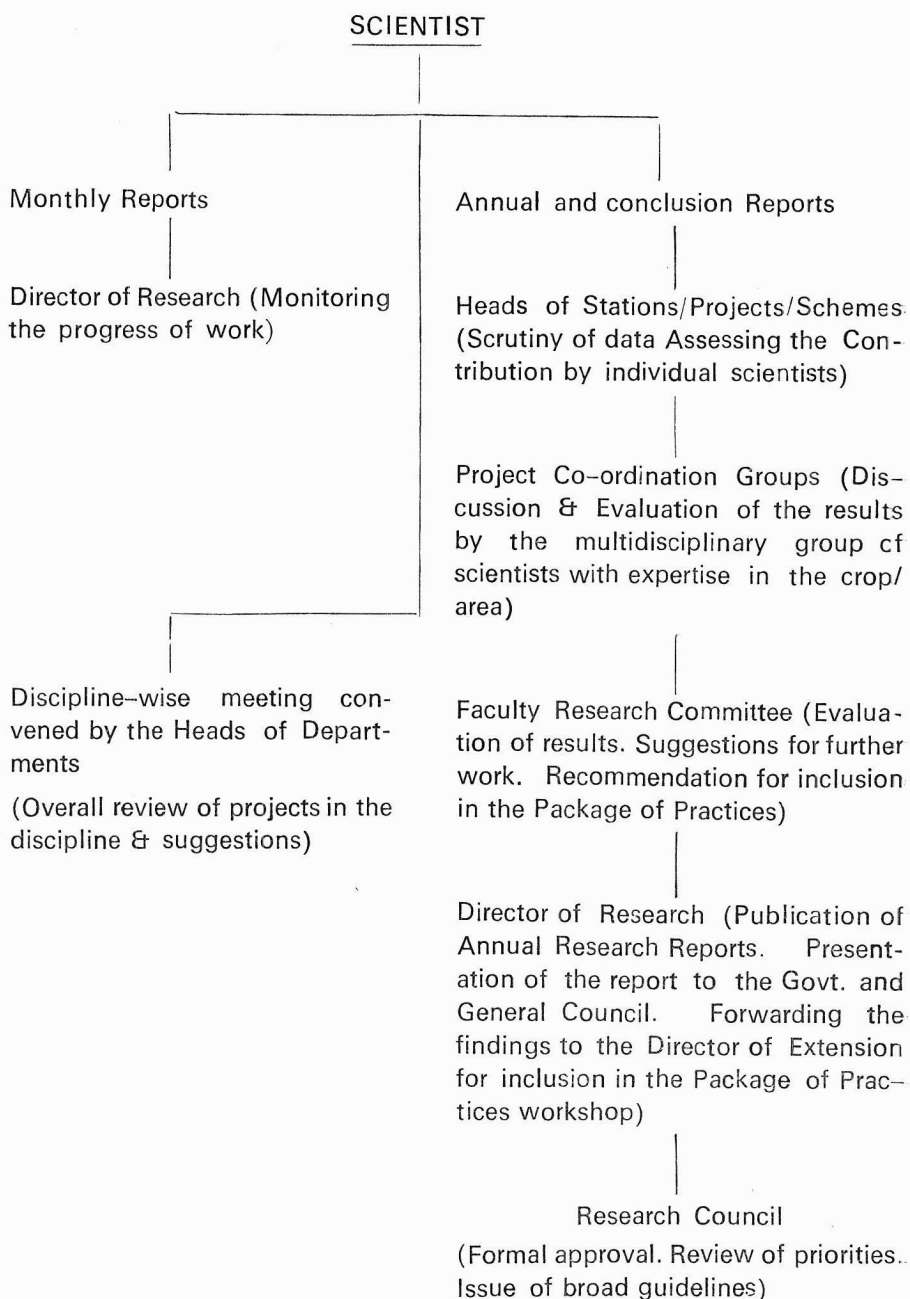 SCIENTIST
Monthly Reports
Director of Research (Monitoring
the progress of work)
Discipline-wise meeting con-
vened by the Heads of Depart-
ments
(Overall review of projects in the
discipline & suggestions)
Annual and conclusion Reports
Heads of Stations/Projects/Schemes
(Scrutiny of data Assessing the Con-
tribution by individual scientists)
Project Co-ordination Groups (Dis-
cussion & Evaluation of the results
by the multidisciplinary group cf
scientists with expertise in the crop/
area)
Faculty Research Committee (Evalua-
tion of results. Suggestions for further
work. Recommendation for inclusion
in the Package of Practices)
Director of Research (Publication of
Annual Research Reports. Present-
ation of the report to the Govt. and
General Council. Forwarding the
findings to the Director of Extension
for inclusion in the Package of Prac-
tices workshop)
Research Council
(Formal approval. Review of priorities.
Issue of broad guidelines)